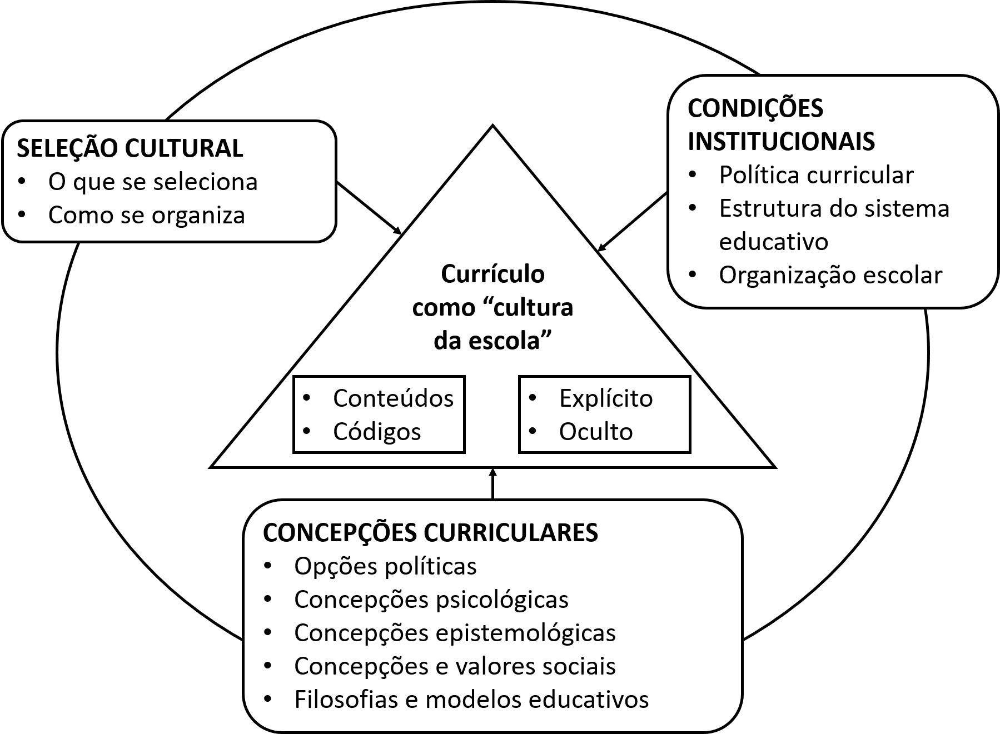 SELEÇÃO CULTURAL
• O que se seleciona
• Como se organiza
CONDIÇÕES
INSTITUCIONAIS
• Política curricular
• Estrutura do sistema
educativo
• Organização escolar
Currículo
como “cultura
da escola”
• Conteúdos
• Códigos
• Explícito
• Oculto
CONCEPÇÕES CURRICULARES
• Opções políticas
• Concepções psicológicas
• Concepções epistemológicas
• Concepções e valores sociais
• Filosofias e modelos educativos